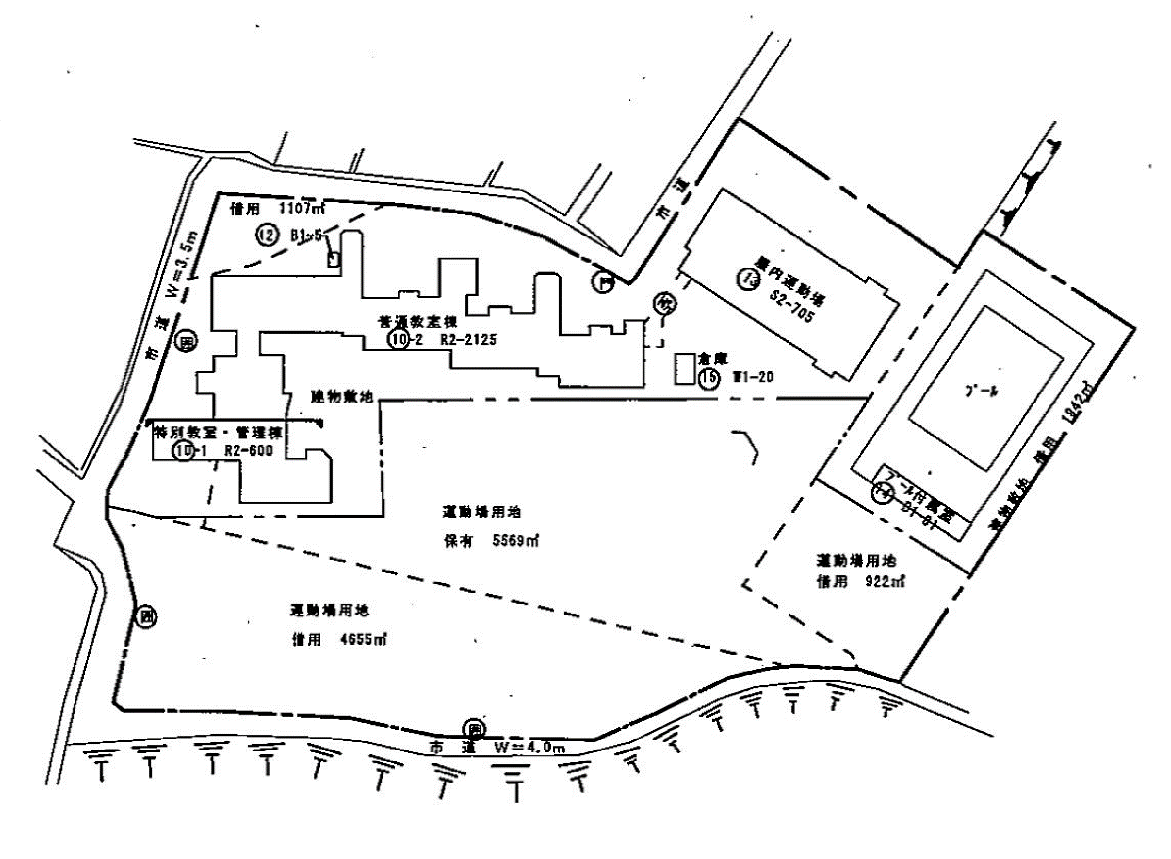 借用 1107㎡
⑫ B1-5
市道 W=3.5m
囲
市道
門
普通教室棟
⑩-2 R2-2125
屋内運動場
⑬ S2-705
倉庫
⑮ W1-20
プール
建物敷地
特別教室・管理棟
⑩-1 R2-600
プール付属室
建物敷地 借用 1342㎡
運動場用地
保有 5569㎡
運動場用地
借用 922㎡
運動場用地
借用 4655㎡
囲
囲
市道 W=4.0m